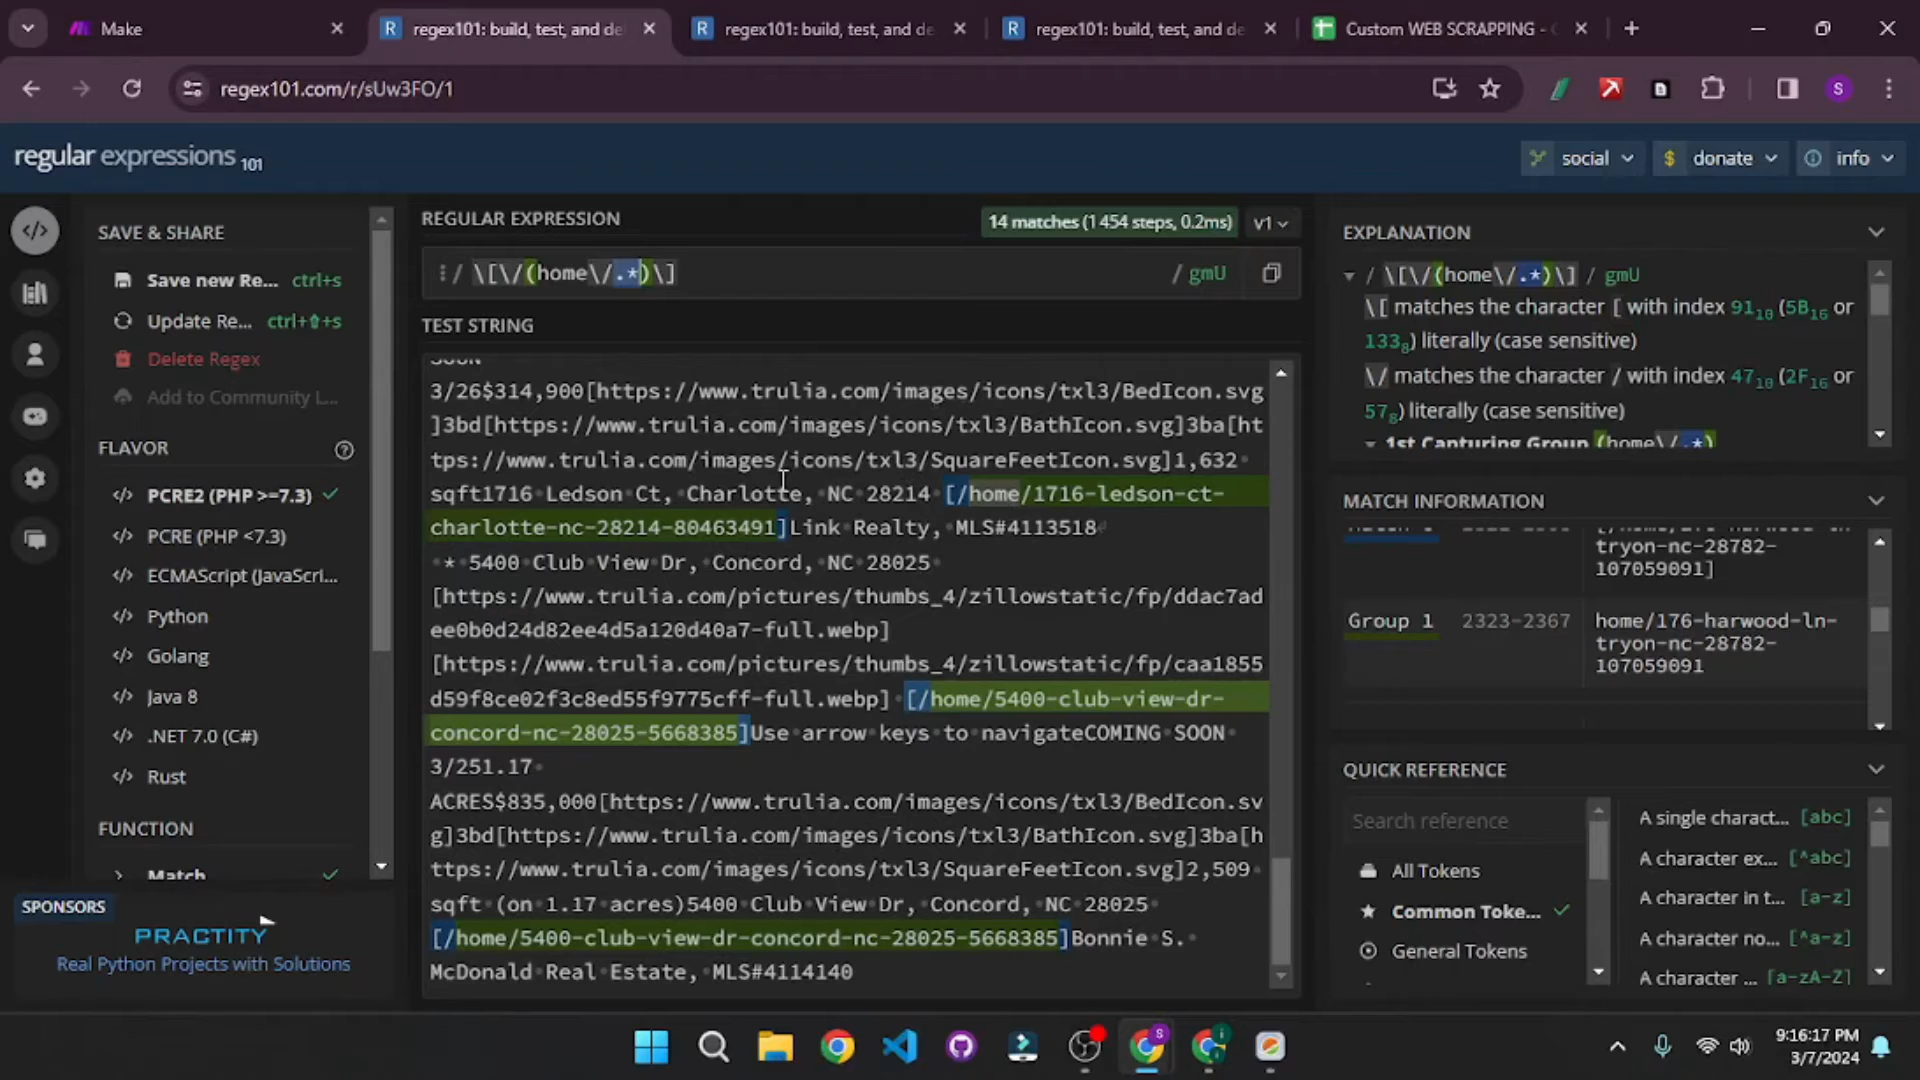 Make
regex101: build, test, and de
regex101: build, test, and de
regex101: build, test, and de
Custom WEB SCRAPPING -
S
regex101.com/r/sUw3FO/1
regular expressions 101
social
$ donate
info
SAVE & SHARE
Save new Re... ctrl+s
Update Re... ctrl+⇧+s
Delete Regex
Add to Community L...
FLAVOR
PCRE2 (PHP >=7.3)
PCRE (PHP <7.3)
ECMAScript (JavaScri...
Python
Golang
Java 8
.NET 7.0 (C#)
Rust
FUNCTION
Match
SPONSORS
PRACTITY
Real Python Projects with Solutions
REGULAR EXPRESSION
14 matches (1 454 steps, 0.2ms)
v1
/ \[\/(home\/.*)\]
/ gmU
TEST STRING
SOON
3/26$314,900[https://www.trulia.com/images/icons/txl3/BedIcon.svg
]3bd[https://www.trulia.com/images/icons/txl3/BathIcon.svg]3ba[ht
tps://www.trulia.com/images/icons/txl3/SquareFeetIcon.svg]1,632
sqft1716 Ledson Ct, Charlotte, NC 28214 [/home/1716-ledson-ct-
charlotte-nc-28214-80463491]Link Realty, MLS#4113518
* 5400 Club View Dr, Concord, NC 28025
[https://www.trulia.com/pictures/thumbs_4/zillowstatic/fp/ddac7ad
ee0b0d24d82ee4d5a120d40a7-full.webp]
[https://www.trulia.com/pictures/thumbs_4/zillowstatic/fp/caa1855
d59f8ce02f3c8ed55f9775cff-full.webp] [/home/5400-club-view-dr-
concord-nc-28025-5668385]Use arrow keys to navigateCOMING SOON
3/251.17
ACRES$835,000[https://www.trulia.com/images/icons/txl3/BedIcon.sv
g]3bd[https://www.trulia.com/images/icons/txl3/BathIcon.svg]3ba[h
ttps://www.trulia.com/images/icons/txl3/SquareFeetIcon.svg]2,509
sqft (on 1.17 acres)5400 Club View Dr, Concord, NC 28025
[/home/5400-club-view-dr-concord-nc-28025-5668385]Bonnie S.
McDonald Real Estate, MLS#4114140
EXPLANATION
/ \[\/(home\/.*)\] / gmU
\[ matches the character [ with index 91₁₀ (5B₁₆ or
133₈) literally (case sensitive)
\/ matches the character / with index 47₁₀ (2F₁₆ or
57₈) literally (case sensitive)
1st Capturing Group (home\/.*)
MATCH INFORMATION
tryon-nc-28782-
107059091]
Group 1 2323-2367 home/176-harwood-ln-
tryon-nc-28782-
107059091
QUICK REFERENCE
Search reference
All Tokens
Common Toke...
General Tokens
A single charact... [abc]
A character ex... [^abc]
A character in t... [a-z]
A character no... [^a-z]
A character ... [a-zA-Z]
9:16:17 PM
3/7/2024